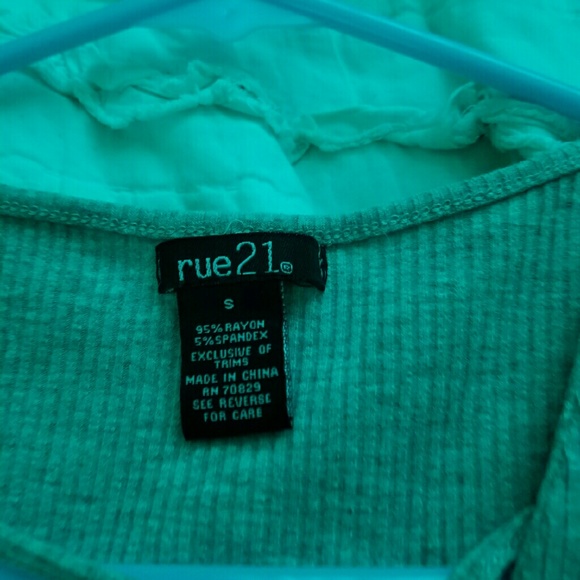 rue21®
S
95% RAYON
5% SPANDEX
EXCLUSIVE OF
TRIMS
MADE IN CHINA
RN 70829
SEE REVERSE
FOR CARE